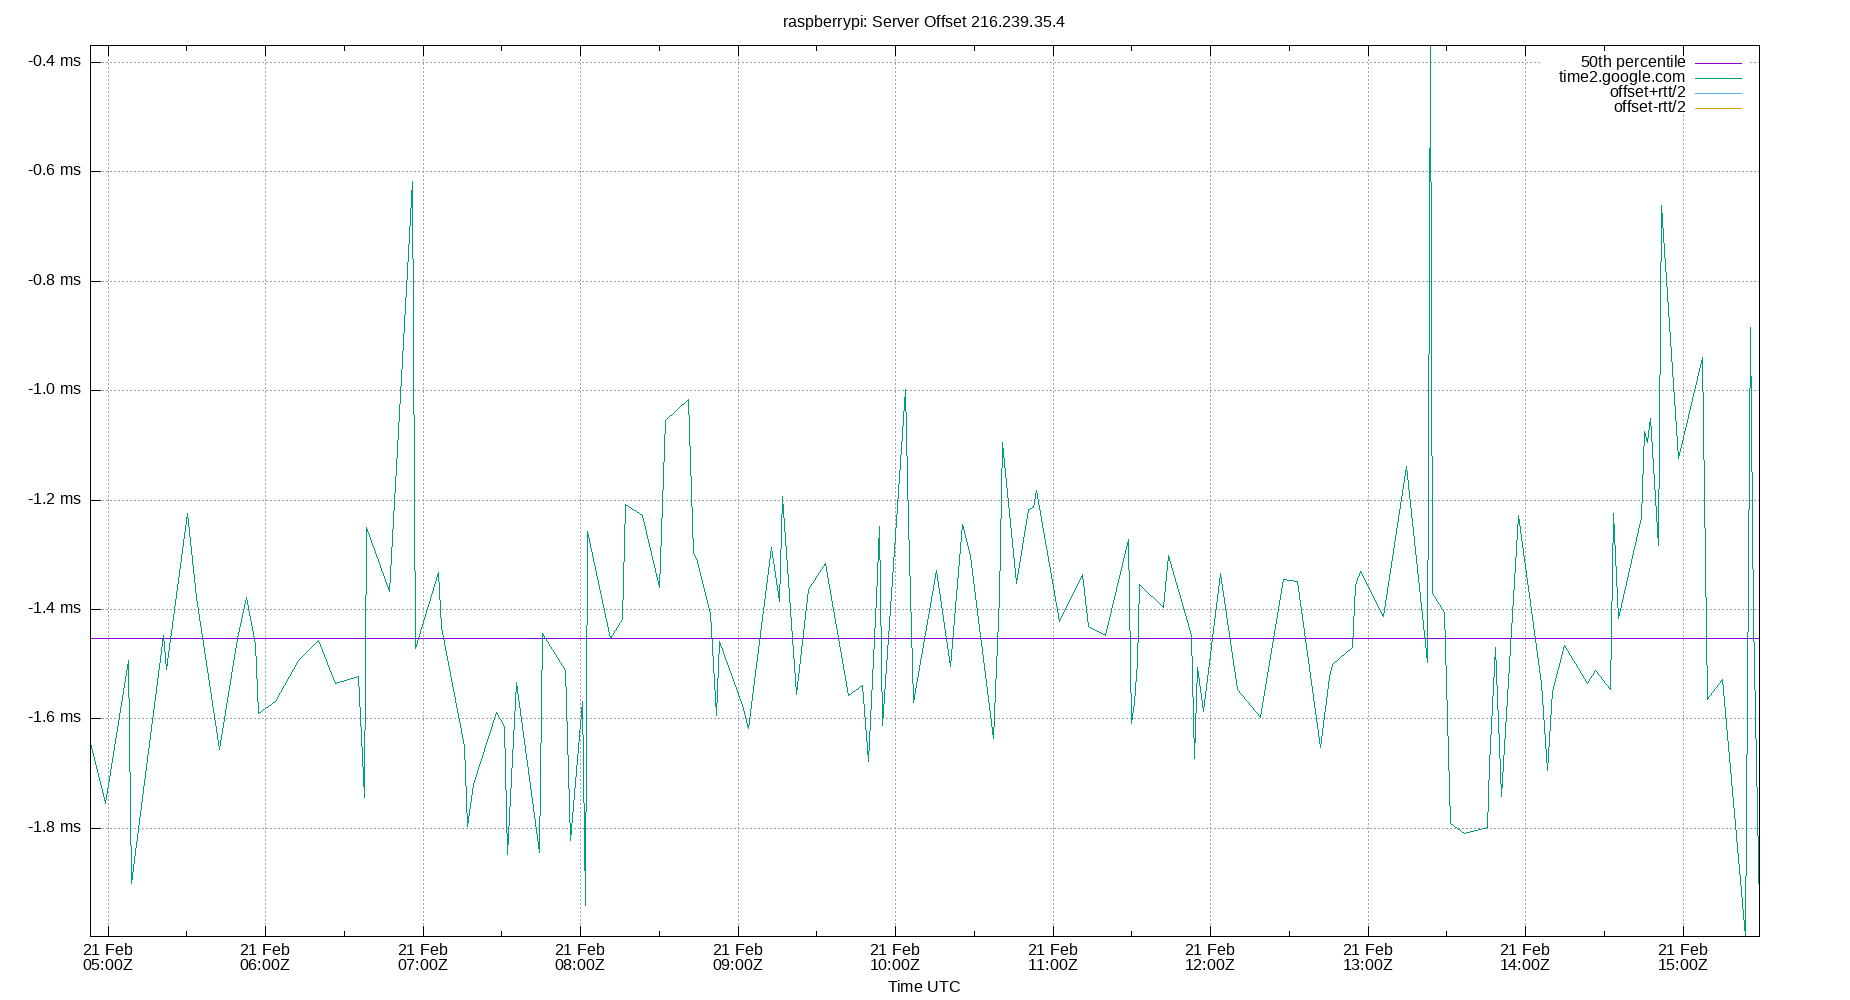 raspberrypi: Server Offset 216.239.35.4
50th percentile
time2.google.com
offset+rtt/2
offset-rtt/2
-0.4 ms
-0.6 ms
-0.8 ms
-1.0 ms
-1.2 ms
-1.4 ms
-1.6 ms
-1.8 ms
21 Feb 21 Feb 21 Feb 21 Feb 21 Feb 21 Feb 21 Feb 21 Feb 21 Feb 21 Feb 21 Feb
05:00Z 06:00Z 07:00Z 08:00Z 09:00Z 10:00Z 11:00Z 12:00Z 13:00Z 14:00Z 15:00Z
Time UTC